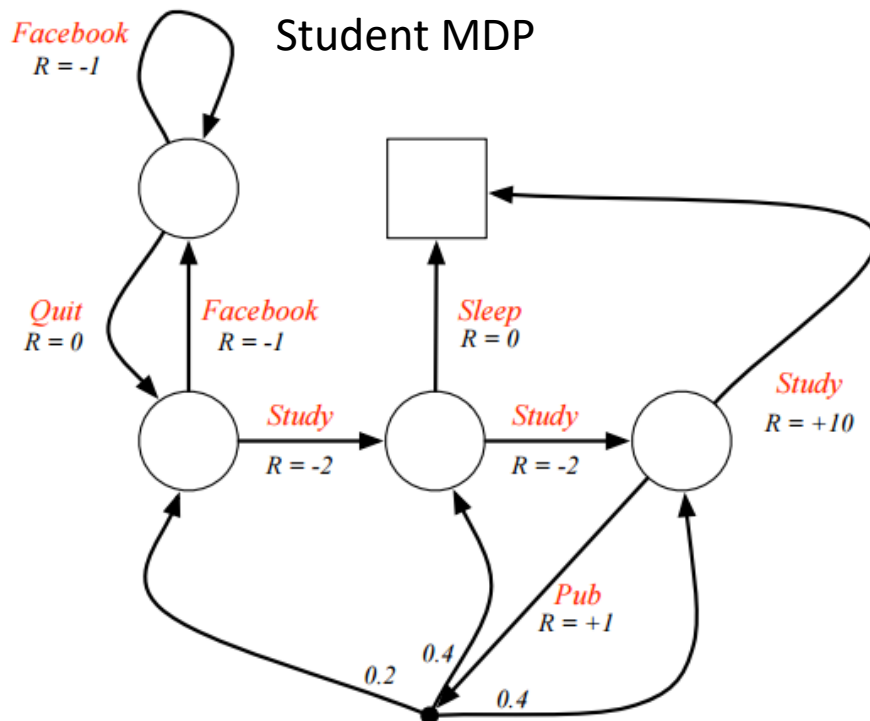 Student MDP
Facebook
R = -1
Quit
R = 0
Facebook
R = -1
Sleep
R = 0
Study
R = +10
Study
R = -2
Study
R = -2
Pub
R = +1
0.2
0.4
0.4